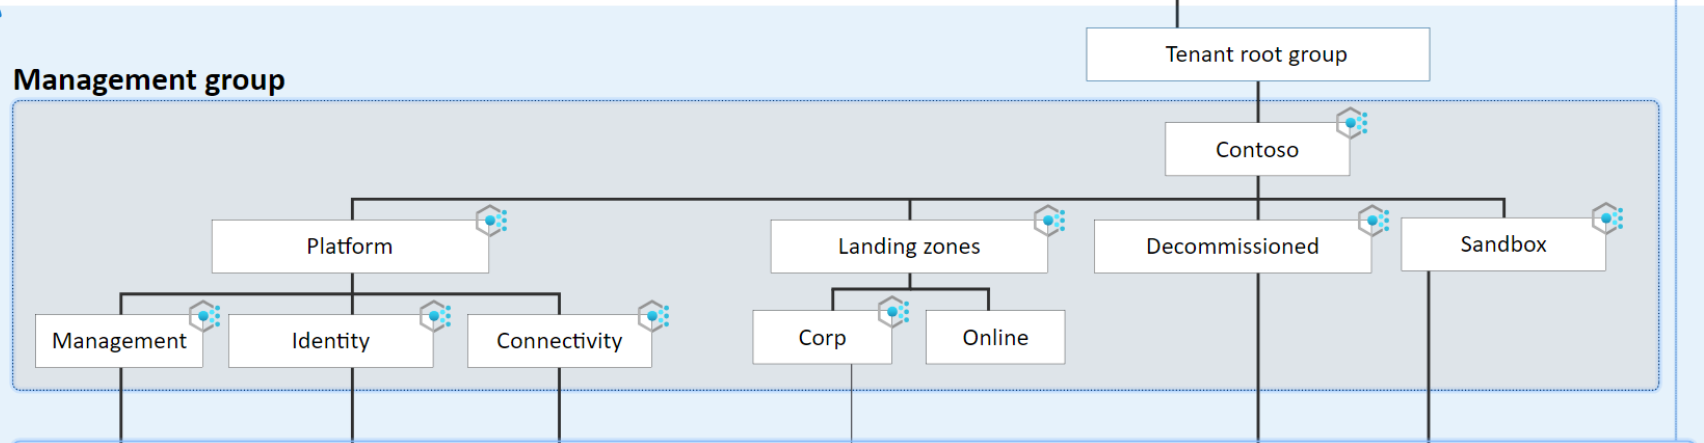 Tenant root group
Management group
Contoso
Platform
Landing zones
Decommissioned
Sandbox
Management
Identity
Connectivity
Corp
Online